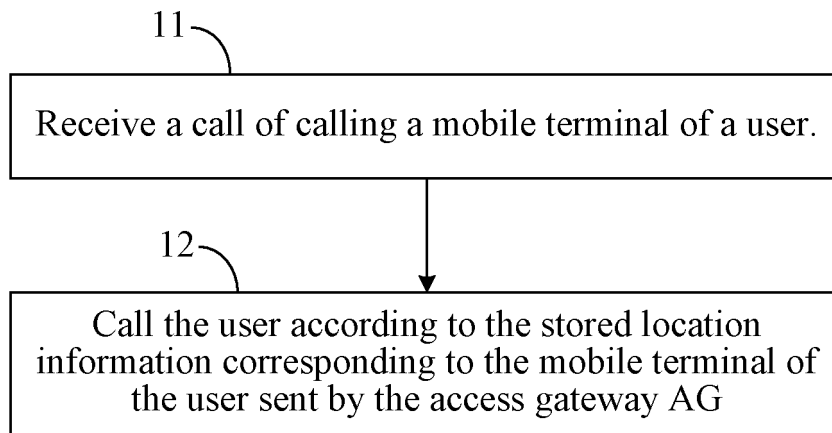 11
Receive a call of calling a mobile terminal of a user.
12
Call the user according to the stored location
information corresponding to the mobile terminal of
the user sent by the access gateway AG